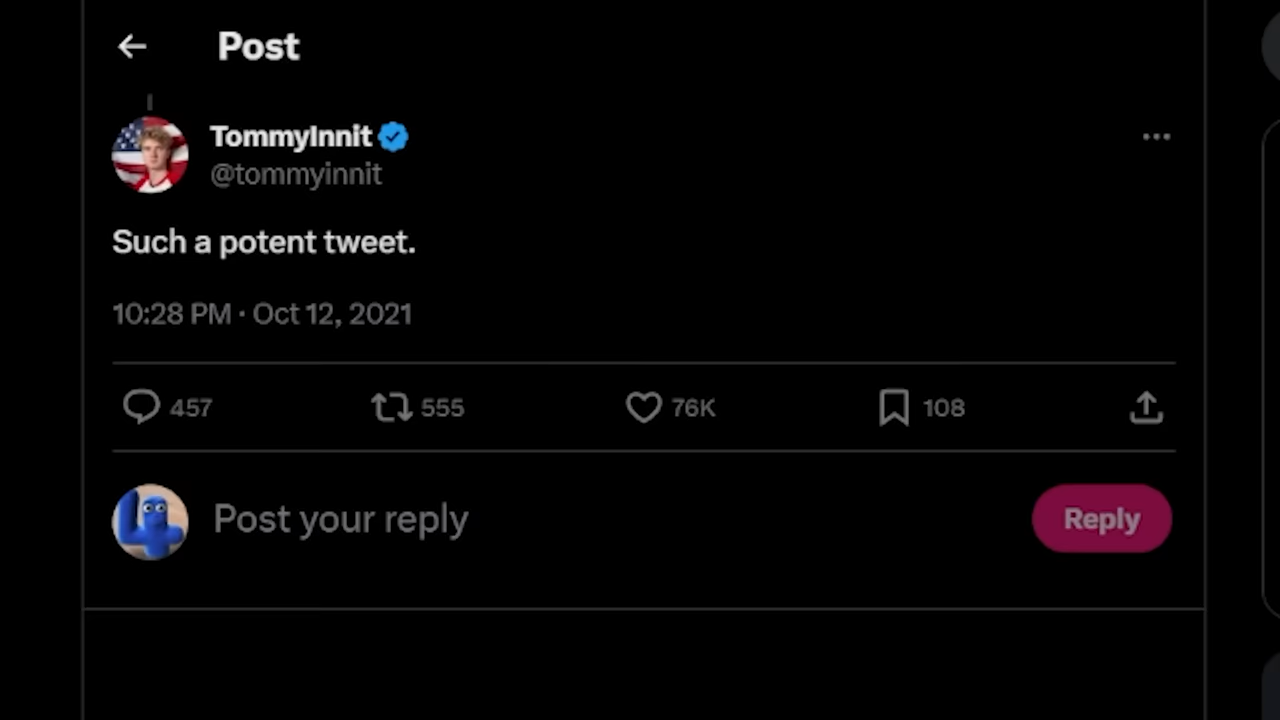 Post
TommyInnit
@tommyinnit
Such a potent tweet.
10:28 PM · Oct 12, 2021
457 555 76K 108
Post your reply
Reply